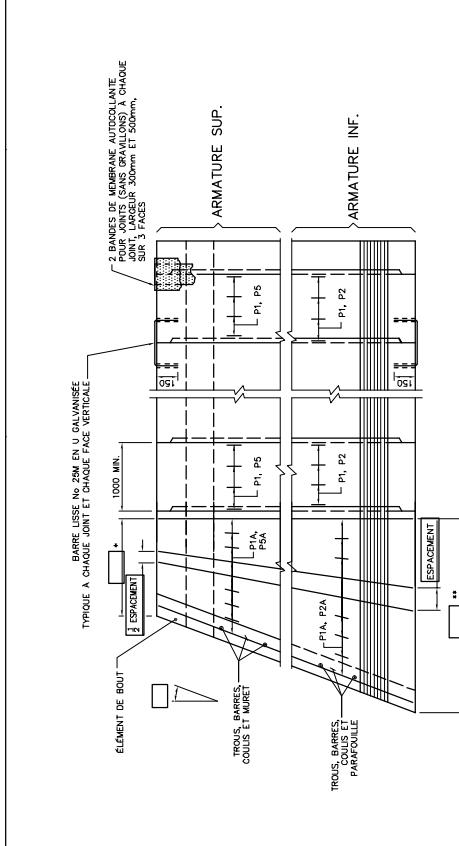 2 BANDES DE MEMBRANE AUTOCOLLANTE
POUR JOINTS (SANS GRAVILLONS) À CHAQUE
JOINT, LARGEUR 300mm ET 500mm,
SUR 3 FACES
BARRE LISSE No 25M EN U GALVANISÉE
TYPIQUE À CHAQUE JOINT ET CHAQUE FACE VERTICALE
ARMATURE SUP.
ARMATURE INF.
150
150
1000 MIN.
P1, P5
P1, P2
P1, P5
P1, P2
P1A,
P5A
P1A, P2A
*
1
2 ESPACEMENT
ESPACEMENT
**
ÉLÉMENT DE BOUT
TROUS, BARRES,
COULIS ET MURET
TROUS, BARRES,
COULIS ET
PARAFOUILLE